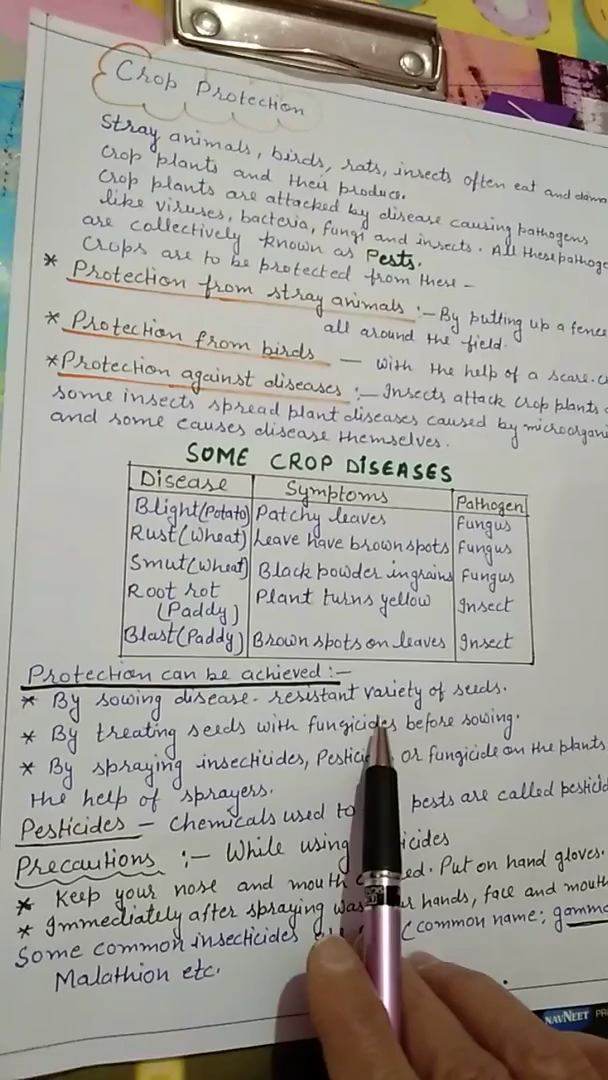 Crop Protection
Stray animals, birds, rats, insects often eat and
crop plants and their produce.
Crop plants are attacked by disease causing pathogens
like viruses, bacteria, fungi and insects. All these
are collectively known as Pests.
Crops are to be protected from these -
* Protection from stray animals :- By putting up a fence
all around the field.
* Protection from birds - with the help of a
* Protection against diseases :- Insects attack crop plants
some insects spread plant diseases caused by
and some causes disease themselves.
SOME CROP DISEASES
Disease Symptoms Pathogen
Blight (Potato) Patchy leaves Fungus
Rust (Wheat) Leave have brown spots Fungus
Smut (Wheat) Black powder in grains Fungus
Root rot Plant turns yellow Insect
(Paddy)
Blast (Paddy) Brown spots on leaves Insect
Protection can be achieved :-
* By sowing disease-resistant variety of seeds.
* By treating seeds with fungicides before sowing.
* By spraying insecticides, or fungicide on the plants
the help of sprayers.
Pesticides - Chemicals used to pests are called
Precautions :- While using
* Keep your nose and mouth Put on hand gloves.
* Immediately after spraying hands, face and mouth
Some common insecticides (common name:
Malathion etc.
NAVNEET